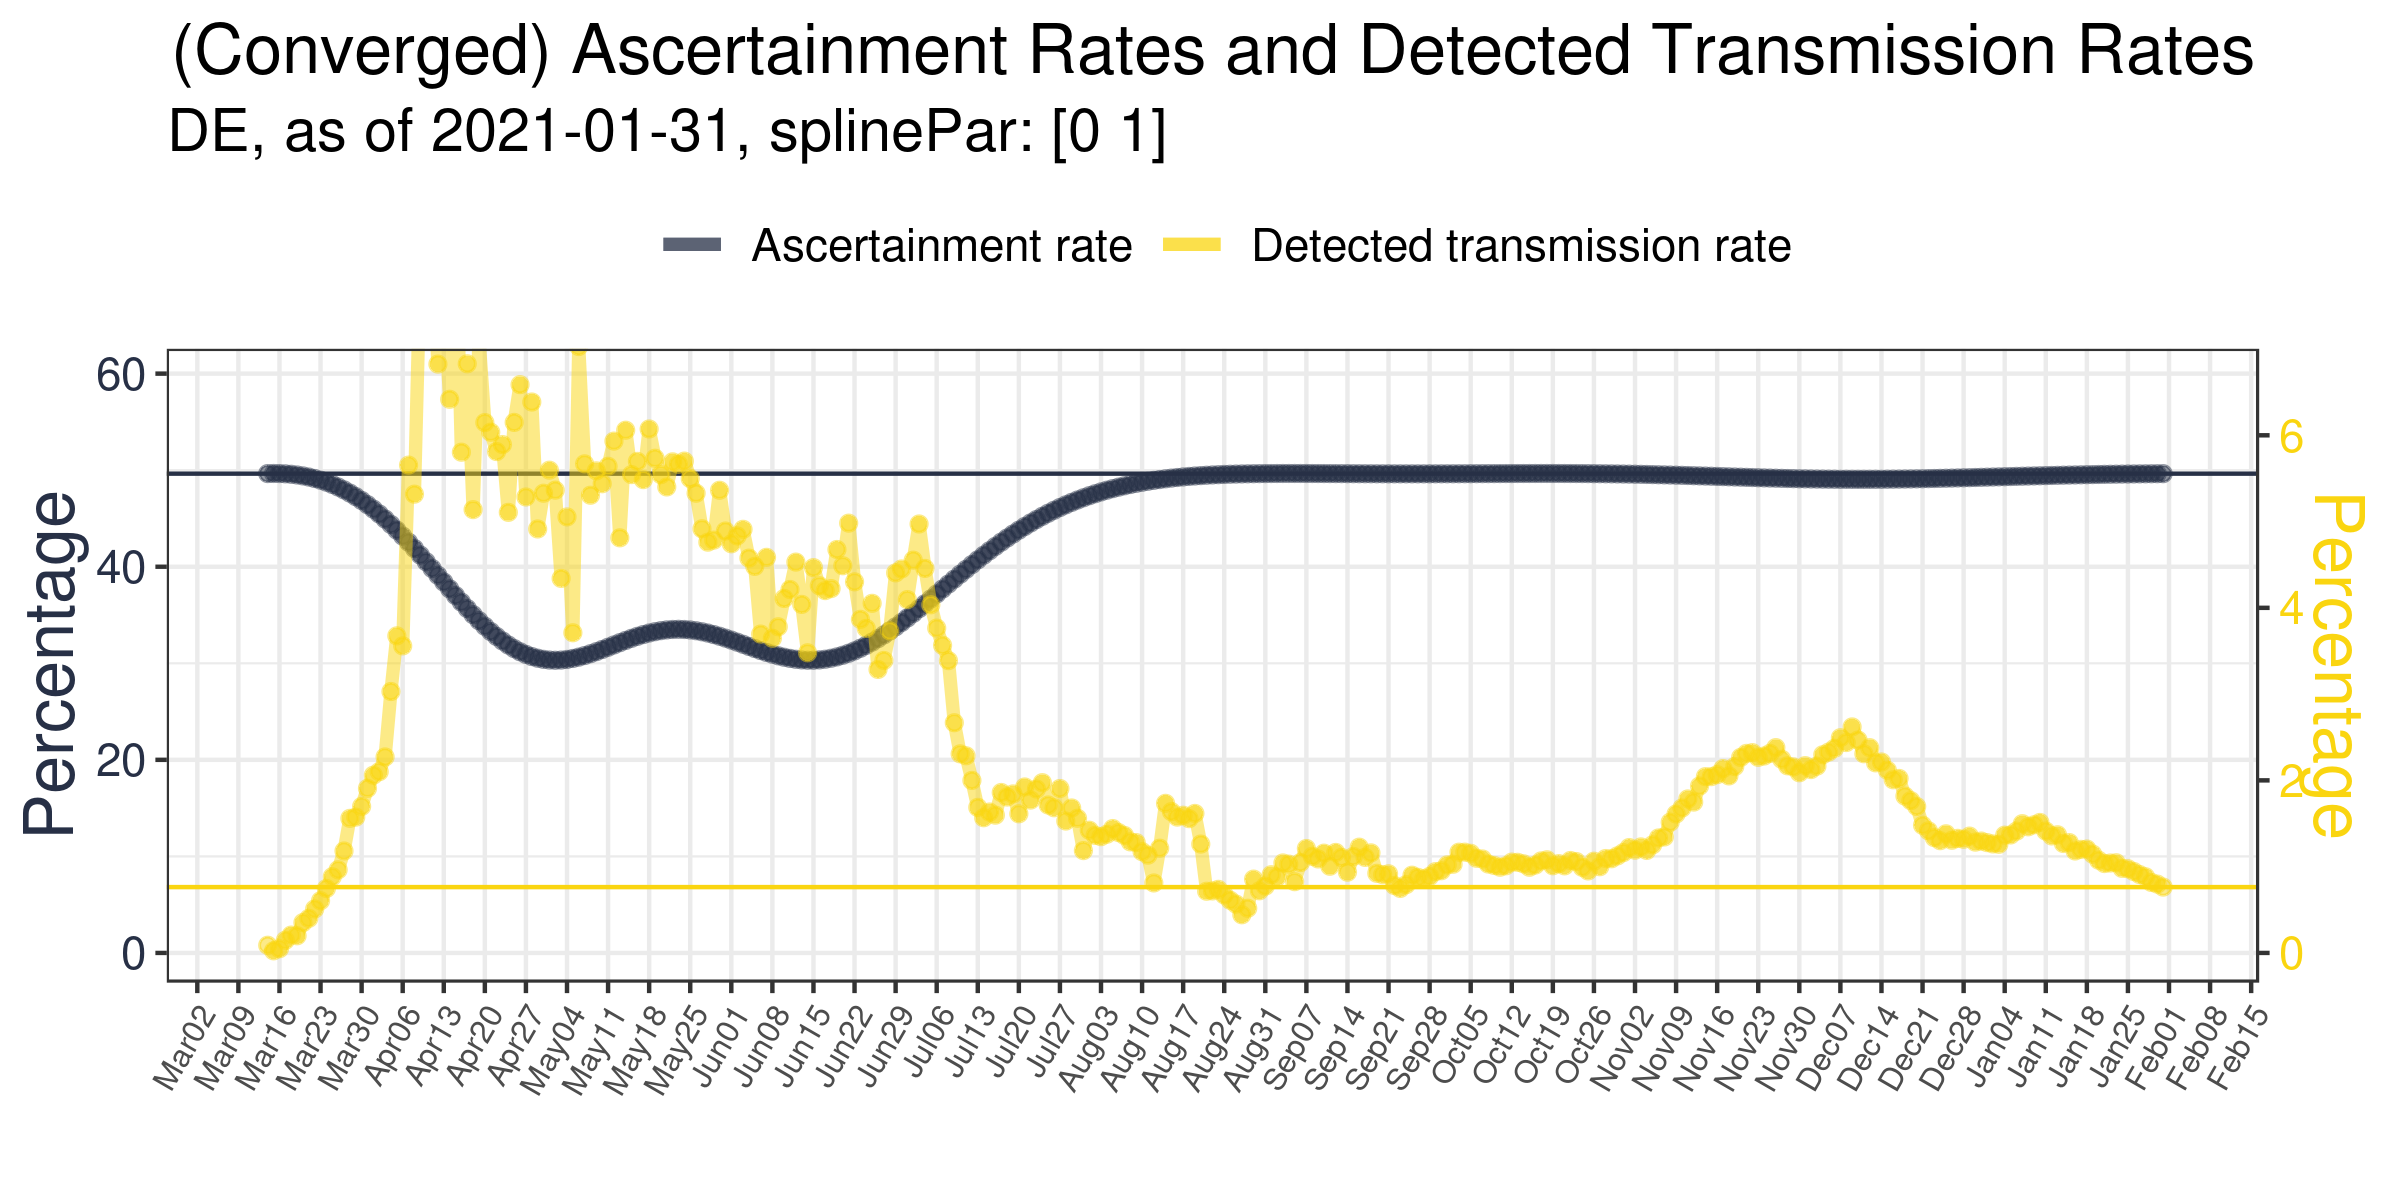 (Converged) Ascertainment Rates and Detected Transmission Rates
DE, as of 2021-01-31, splinePar: [0 1]
Ascertainment rate
Detected transmission rate
Percentage
60
40
20
0
6
4
2
0
Percentage
Mar02
Mar09
Mar16
Mar23
Mar30
Apr06
Apr13
Apr20
Apr27
May04
May11
May18
May25
Jun01
Jun08
Jun15
Jun22
Jun29
Jul06
Jul13
Jul20
Jul27
Aug03
Aug10
Aug17
Aug24
Aug31
Sep07
Sep14
Sep21
Sep28
Oct05
Oct12
Oct19
Oct26
Nov02
Nov09
Nov16
Nov23
Nov30
Dec07
Dec14
Dec21
Dec28
Jan04
Jan11
Jan18
Jan25
Feb01
Feb08
Feb15